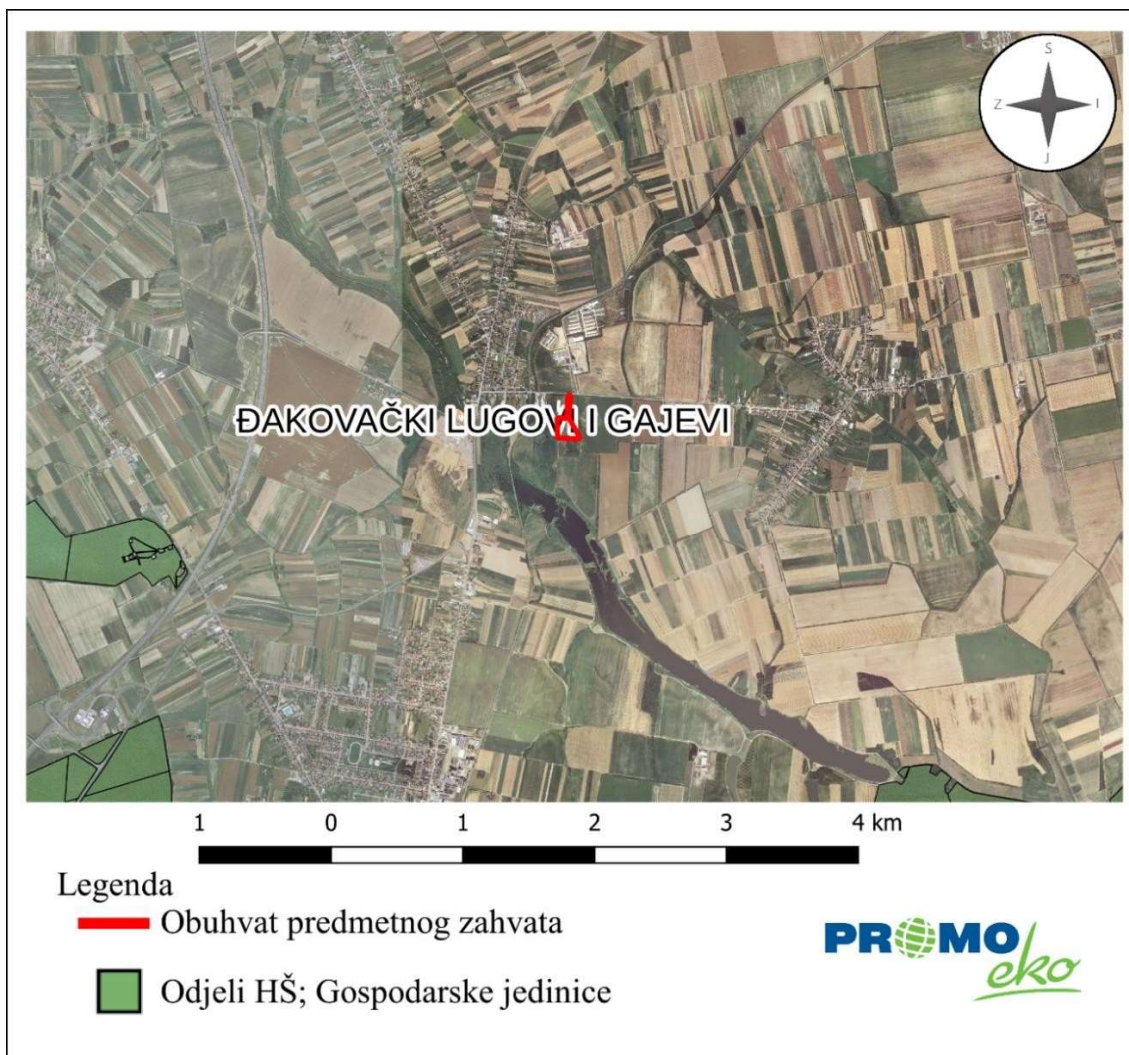 S
Z I
J
ĐAKOVAČKI LUGOVI I GAJEVI
1 0 1 2 3 4 km
Legenda
Obuhvat predmetnog zahvata
Odjeli HŠ; Gospodarske jedinice
PROMO
eko